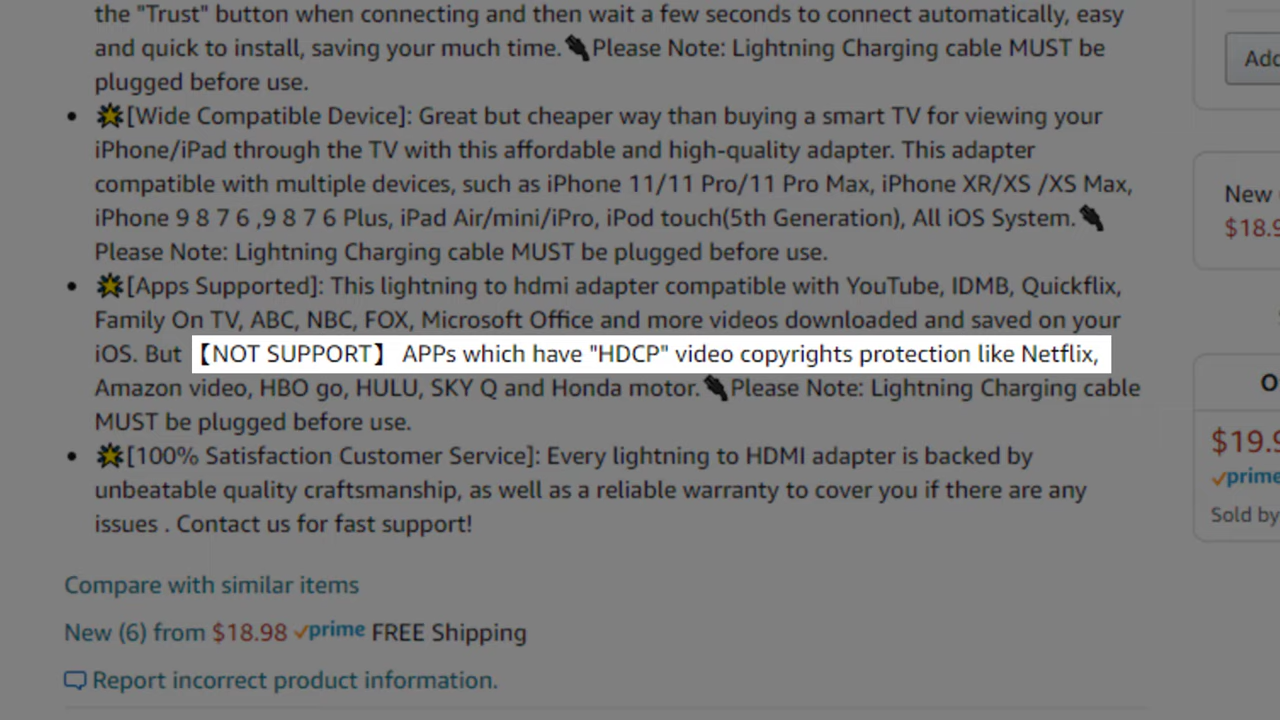 the "Trust" button when connecting and then wait a few seconds to connect automatically, easy
and quick to install, saving your much time.🔌Please Note: Lightning Charging cable MUST be
plugged before use.
🌟[Wide Compatible Device]: Great but cheaper way than buying a smart TV for viewing your
iPhone/iPad through the TV with this affordable and high-quality adapter. This adapter
compatible with multiple devices, such as iPhone 11/11 Pro/11 Pro Max, iPhone XR/XS /XS Max,
iPhone 9 8 7 6 ,9 8 7 6 Plus, iPad Air/mini/iPro, iPod touch(5th Generation), All iOS System.🔌
Please Note: Lightning Charging cable MUST be plugged before use.
🌟[Apps Supported]: This lightning to hdmi adapter compatible with YouTube, IDMB, Quickflix,
Family On TV, ABC, NBC, FOX, Microsoft Office and more videos downloaded and saved on your
iOS. But 【NOT SUPPORT】 APPs which have "HDCP" video copyrights protection like Netflix,
Amazon video, HBO go, HULU, SKY Q and Honda motor.🔌Please Note: Lightning Charging cable
MUST be plugged before use.
🌟[100% Satisfaction Customer Service]: Every lightning to HDMI adapter is backed by
unbeatable quality craftsmanship, as well as a reliable warranty to cover you if there are any
issues . Contact us for fast support!
Compare with similar items
New (6) from $18.98 prime FREE Shipping
Report incorrect product information.
Add
New
$18.9
O
$19.9
prime
Sold by